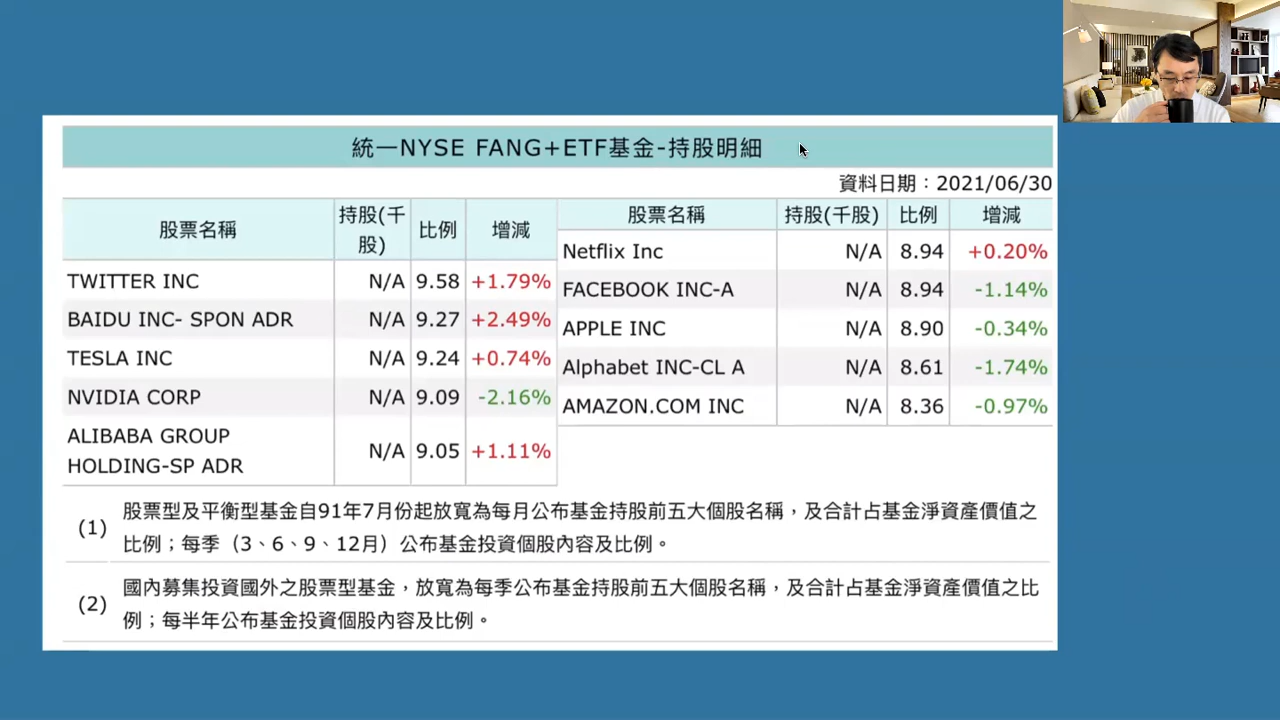 統一NYSE FANG+ETF基金-持股明細
資料日期：2021/06/30
股票名稱 持股(千股) 比例 增減
TWITTER INC N/A 9.58 +1.79%
BAIDU INC- SPON ADR N/A 9.27 +2.49%
TESLA INC N/A 9.24 +0.74%
NVIDIA CORP N/A 9.09 -2.16%
ALIBABA GROUP HOLDING-SP ADR N/A 9.05 +1.11%
股票名稱 持股(千股) 比例 增減
Netflix Inc N/A 8.94 +0.20%
FACEBOOK INC-A N/A 8.94 -1.14%
APPLE INC N/A 8.90 -0.34%
Alphabet INC-CL A N/A 8.61 -1.74%
AMAZON.COM INC N/A 8.36 -0.97%
(1) 股票型及平衡型基金自91年7月份起放寬為每月公布基金持股前五大個股名稱，及合計占基金淨資產價值之
比例；每季（3、6、9、12月）公布基金投資個股內容及比例。
(2) 國內募集投資國外之股票型基金，放寬為每季公布基金持股前五大個股名稱，及合計占基金淨資產價值之比
例；每半年公布基金投資個股內容及比例。